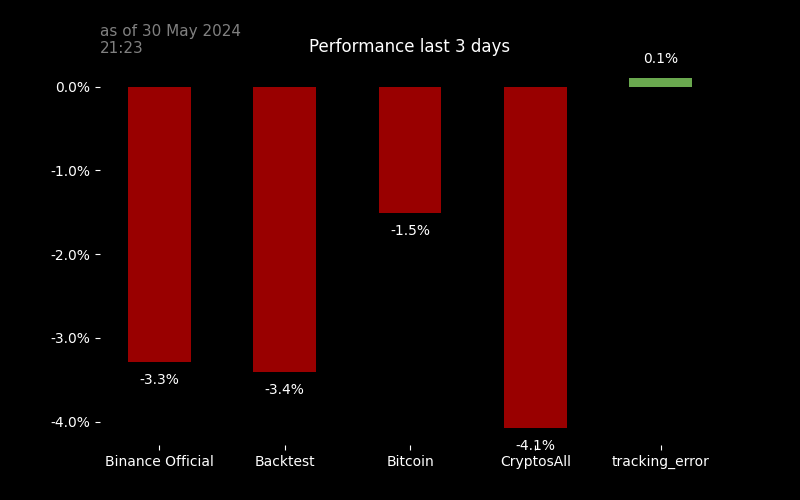 as of 30 May 2024
21:23
Performance last 3 days
0.1%
0.0%
-1.0%
-2.0%
-3.0%
-4.0%
-3.3%
-3.4%
-1.5%
-4.1%
Binance Official
Backtest
Bitcoin
CryptosAll
tracking_error